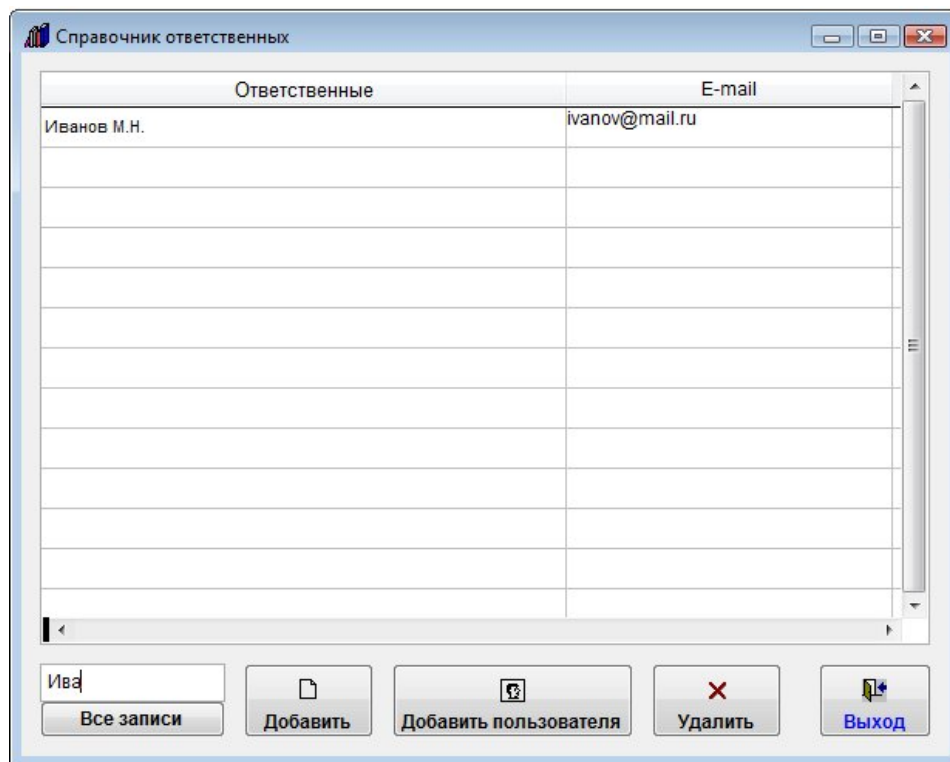 Справочник ответственных
Ответственные E-mail
Иванов М.Н. ivanov@mail.ru
Ива
Все записи
Добавить
Добавить пользователя
Удалить
Выход